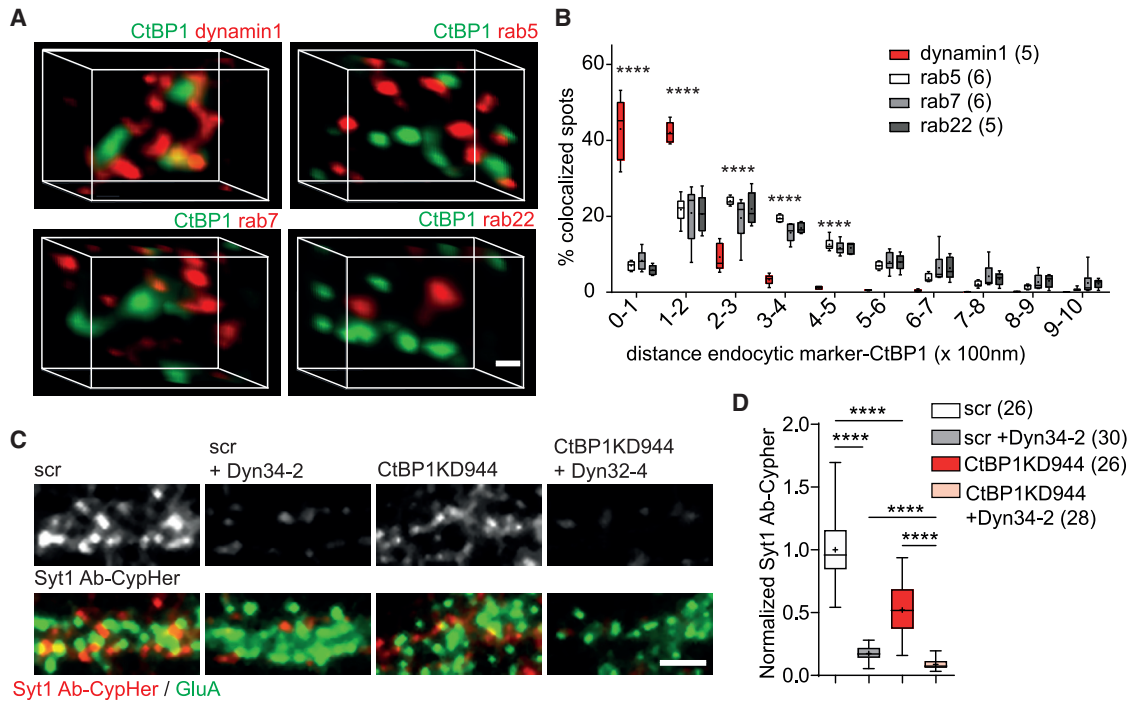 A
CtBP1 dynamin1
CtBP1 rab5
CtBP1 rab7
CtBP1 rab22
B
% colocalized spots
60
40
20
0
****
****
****
****
****
dynamin1 (5)
rab5 (6)
rab7 (6)
rab22 (5)
0-1
1-2
2-3
3-4
4-5
5-6
6-7
7-8
8-9
9-10
distance endocytic marker-CtBP1 (x 100nm)
C
scr
scr
+ Dyn34-2
CtBP1KD944
CtBP1KD944
+ Dyn32-4
Syt1 Ab-CypHer
Syt1 Ab-CypHer / GluA
D
Normalized Syt1 Ab-Cypher
2.0
1.5
1.0
0.5
0.0
****
****
****
****
scr (26)
scr +Dyn34-2 (30)
CtBP1KD944 (26)
CtBP1KD944
+Dyn34-2 (28)